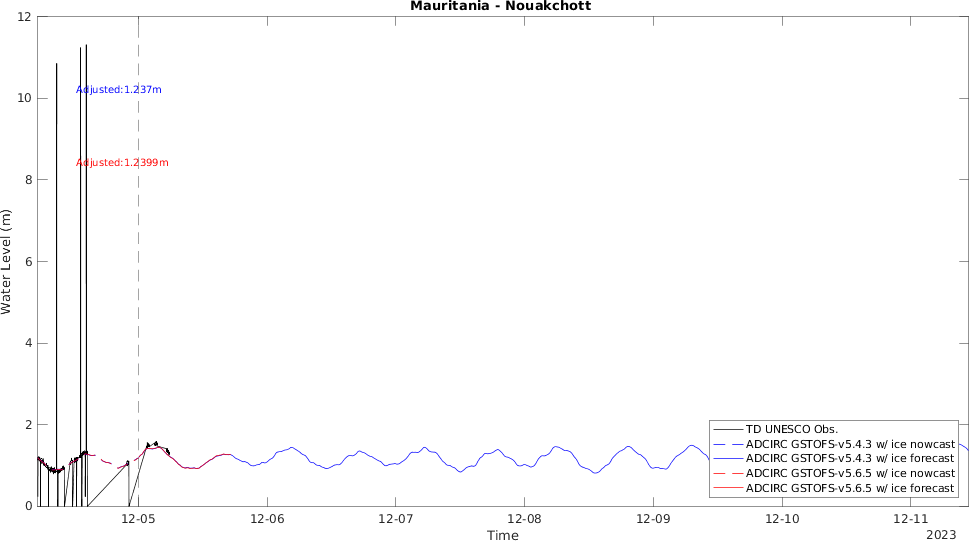 Mauritania - Nouakchott
12
10
8
6
4
2
0
Water Level (m)
Adjusted:1.237m
Adjusted:1.2399m
TD UNESCO Obs.
ADCIRC GSTOFS-v5.4.3 w/ ice nowcast
ADCIRC GSTOFS-v5.4.3 w/ ice forecast
ADCIRC GSTOFS-v5.6.5 w/ ice nowcast
ADCIRC GSTOFS-v5.6.5 w/ ice forecast
12-05 12-06 12-07 12-08 12-09 12-10 12-11
Time
2023